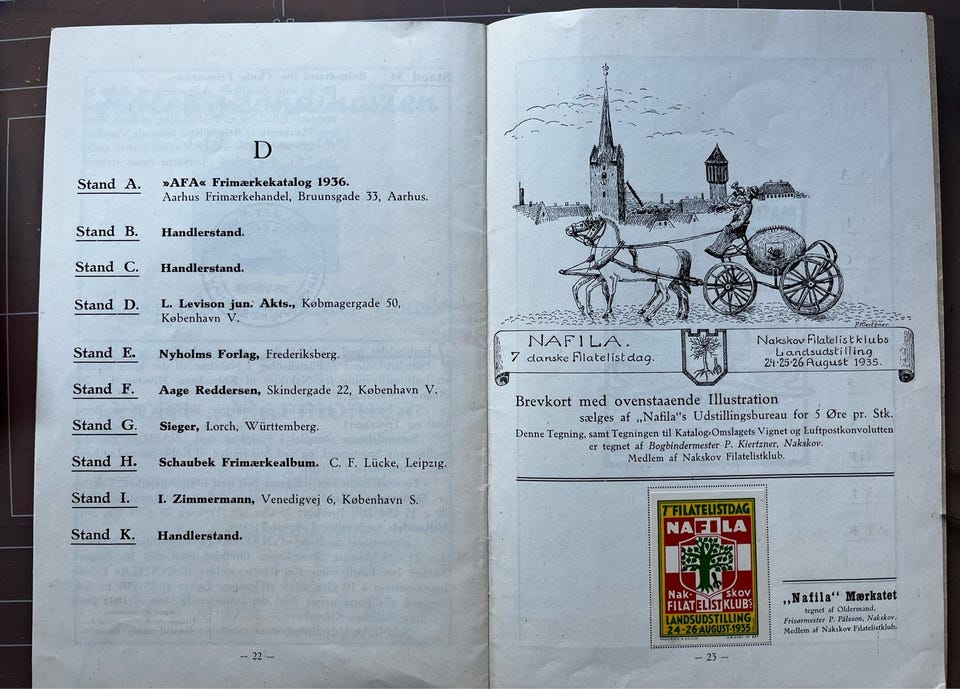 D
Stand A. »AFA« Frimærkekatalog 1936.
Aarhus Frimærkehandel, Bruunsgade 33, Aarhus.
Stand B. Handlerstand.
Stand C. Handlerstand.
Stand D. L. Levison jun. Akts., Købmagergade 50,
København V.
Stand E. Nyholms Forlag, Frederiksberg.
Stand F. Aage Reddersen, Skindergade 22, København V.
Stand G. Sieger, Lorch, Württemberg.
Stand H. Schaubek Frimærkealbum. C. F. Lücke, Leipzig.
Stand I. I. Zimmermann, Venedigvej 6, København S.
Stand K. Handlerstand.
— 22 —
P. Kiertzner.
NAFILA.
7 danske Filatelistdag.
Nakskov Filatelistklubs
Landsudstilling
24-25-26 August 1935.
Brevkort med ovenstaaende Illustration
sælges af „Nafila"s Udstillingsbureau for 5 Øre pr. Stk.
Denne Tegning, samt Tegningen til Katalog-Omslagets Vignet og Luftpostkonvolutten
er tegnet af Bogbindermester P. Kiertzner, Nakskov.
Medlem af Nakskov Filatelistklub.
7' FILATELISTDAG
NAFILA
Nak- skov
FILATELISTKLUBS
LANDSUDSTILLING
24-26-AUGUST-1935
„Nafila" Mærkatet
tegnet af Oldermand,
Frisørmester P. Pålsson, Nakskov.
Medlem af Nakskov Filatelistklub.
— 23 —